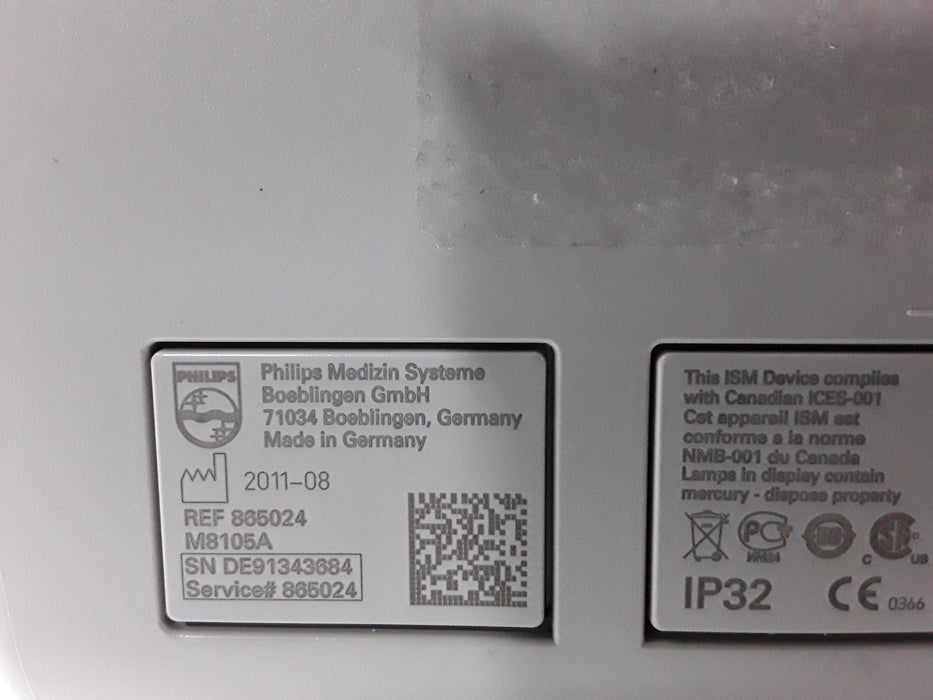 PHILIPS
Philips Medizin Systeme
Boeblingen GmbH
71034 Boeblingen, Germany
Made in Germany
2011-08
REF 865024
M8105A
SN DE91343684
Service# 865024
This ISM Device complies
with Canadian ICES-001
Cet appareil ISM est
conforme a la norme
NMB-001 du Canada
Lamps in display contain
mercury - dispose properly
C US
IP32 CE 0366